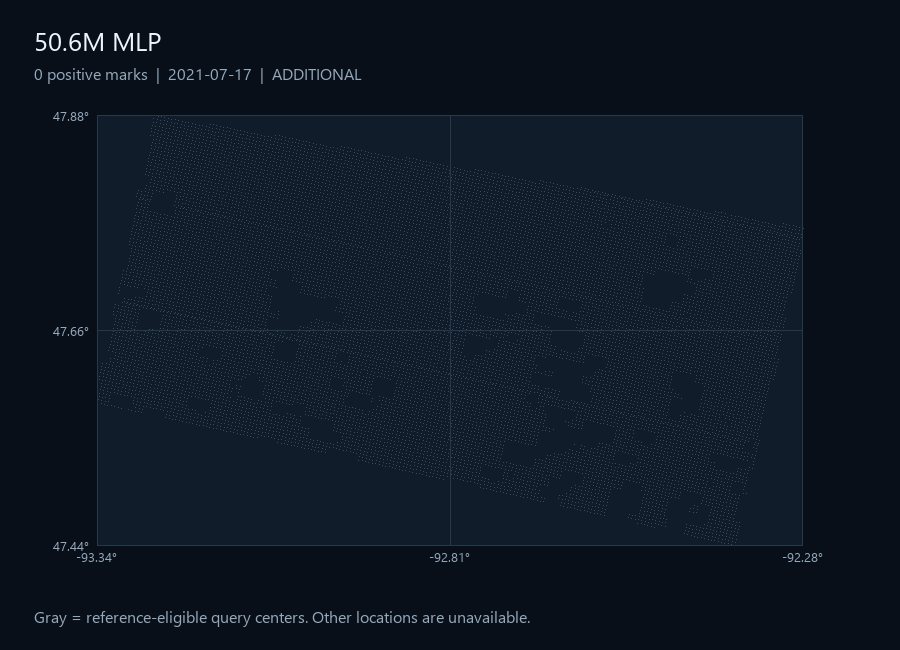 50.6M MLP
0 positive marks | 2021-07-17 | ADDITIONAL
47.88°
47.66°
47.44°
-93.34° -92.81° -92.28°
Gray = reference-eligible query centers. Other locations are unavailable.